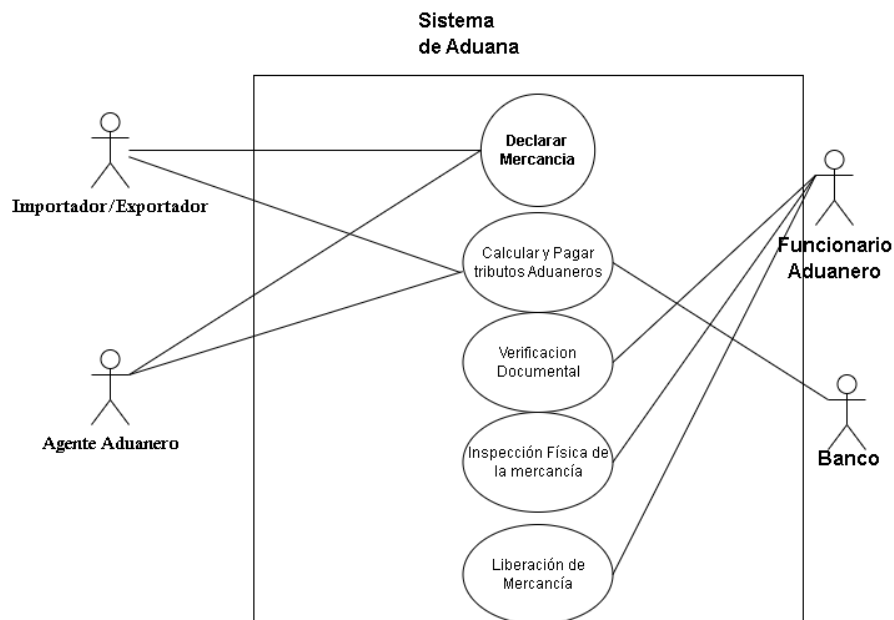 Sistema
de Aduana
Declarar
Mercancia
Importador/Exportador
Calcular y Pagar
tributos Aduaneros
Funcionario
Aduanero
Verificacion
Documental
Agente Aduanero
Inspección Física de
la mercancía
Banco
Liberación de
Mercancía